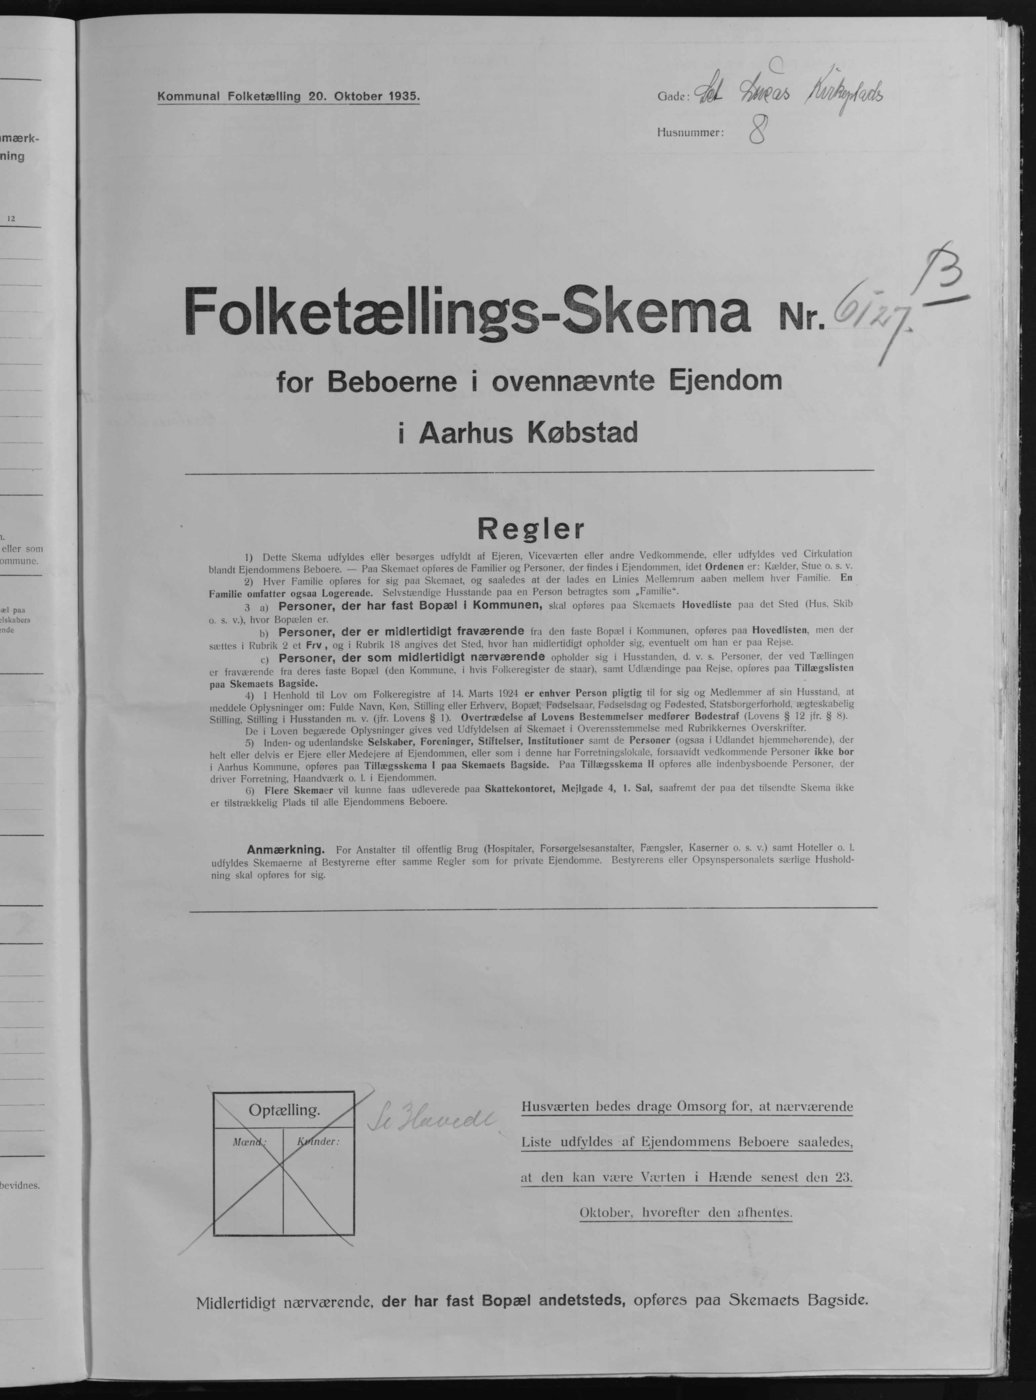 mærk-
ning
12
eller som
ommune.
bevidnes.
Kommunal Folketælling 20. Oktober 1935.
Gade: Sct Lucas Kirkeplads
Husnummer: 8
B
Folketællings-Skema Nr. 6127.
for Beboerne i ovennævnte Ejendom
i Aarhus Købstad
Regler
1) Dette Skema udfyldes eller besørges udfyldt af Ejeren, Viceværten eller andre Vedkommende, eller udfyldes ved Cirkulation
blandt Ejendommens Beboere. — Paa Skemaet opføres de Familier og Personer, der findes i Ejendommen, idet Ordenen er: Kælder, Stue o. s. v.
2) Hver Familie opføres for sig paa Skemaet, og saaledes at der lades en Linies Mellemrum aaben mellem hver Familie. En
Familie omfatter ogsaa Logerende. Selvstændige Husstande paa en Person betragtes som „Familie“.
3 a) Personer, der har fast Bopæl i Kommunen, skal opføres paa Skemaets Hovedliste paa det Sted (Hus, Skib
o. s. v.), hvor Bopælen er.
b) Personer, der er midlertidigt fraværende fra den faste Bopæl i Kommunen, opføres paa Hovedlisten, men der
sættes i Rubrik 2 et Frv, og i Rubrik 18 angives det Sted, hvor han midlertidigt opholder sig, eventuelt om han er paa Rejse.
c) Personer, der som midlertidigt nærværende opholder sig i Husstanden, d. v. s. Personer, der ved Tællingen
er fraværende fra deres faste Bopæl (den Kommune, i hvis Folkeregister de staar), samt Udlændinge paa Rejse, opføres paa Tillægslisten
paa Skemaets Bagside.
4) I Henhold til Lov om Folkeregistre af 14. Marts 1924 er enhver Person pligtig til for sig og Medlemmer af sin Husstand, at
meddele Oplysninger om: Fulde Navn, Køn, Stilling eller Erhverv, Bopæl, Fødselsaar, Fødselsdag og Fødested, Statsborgerforhold, ægteskabelig
Stilling, Stilling i Husstanden m. v. (jfr. Lovens § 1). Overtrædelse af Lovens Bestemmelser medfører Bødestraf (Lovens § 12 jfr. § 8).
De i Loven begærede Oplysninger gives ved Udfyldelsen af Skemaet i Overensstemmelse med Rubrikkernes Overskrifter.
5) Inden- og udenlandske Selskaber, Foreninger, Stiftelser, Institutioner samt de Personer (ogsaa i Udlandet hjemmehørende), der
helt eller delvis er Ejere eller Medejere af Ejendommen, eller som i denne har Forretningslokale, forsaavidt vedkommende Personer ikke bor
i Aarhus Kommune, opføres paa Tillægsskema I paa Skemaets Bagside. Paa Tillægsskema II opføres alle indenbysboende Personer, der
driver Forretning, Haandværk o. l. i Ejendommen.
6) Flere Skemaer vil kunne faas udleverede paa Skattekontoret, Mejlgade 4, 1. Sal, saafremt der paa det tilsendte Skema ikke
er tilstrækkelig Plads til alle Ejendommens Beboere.
Anmærkning. For Anstalter til offentlig Brug (Hospitaler, Forsørgelsesanstalter, Fængsler, Kaserner o. s. v.) samt Hoteller o. l.
udfyldes Skemaerne af Bestyrerne efter samme Regler som for private Ejendomme. Bestyrerens eller Opsynspersonalets særlige Hushold-
ning skal opføres for sig.
Optælling.
Mænd: Kvinder:
Se Hovedl.
Husværten bedes drage Omsorg for, at nærværende
Liste udfyldes af Ejendommens Beboere saaledes,
at den kan være Værten i Hænde senest den 23.
Oktober, hvorefter den afhentes.
Midlertidigt nærværende, der har fast Bopæl andetsteds, opføres paa Skemaets Bagside.